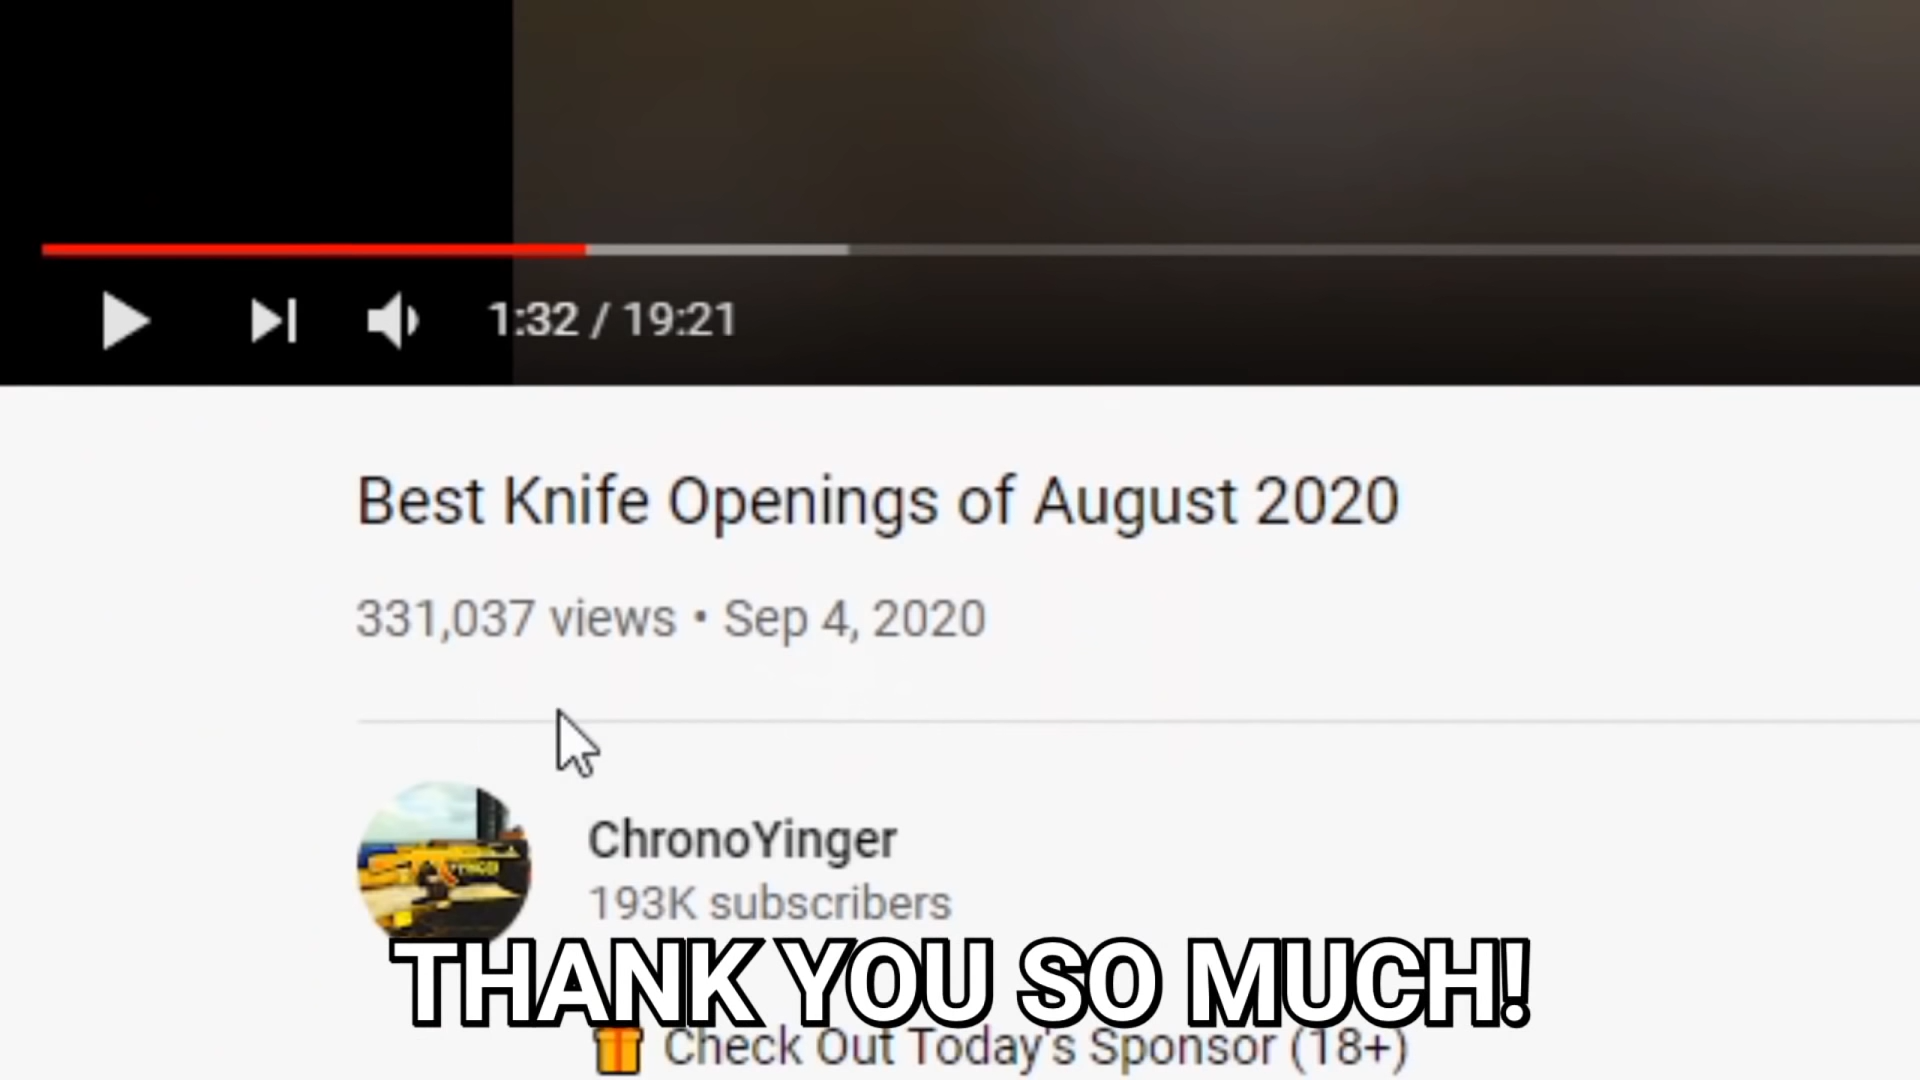 1:32 / 19:21
Best Knife Openings of August 2020
331,037 views • Sep 4, 2020
ChronoYinger
193K subscribers
THANK YOU SO MUCH!
Check Out Today's Sponsor (18+)